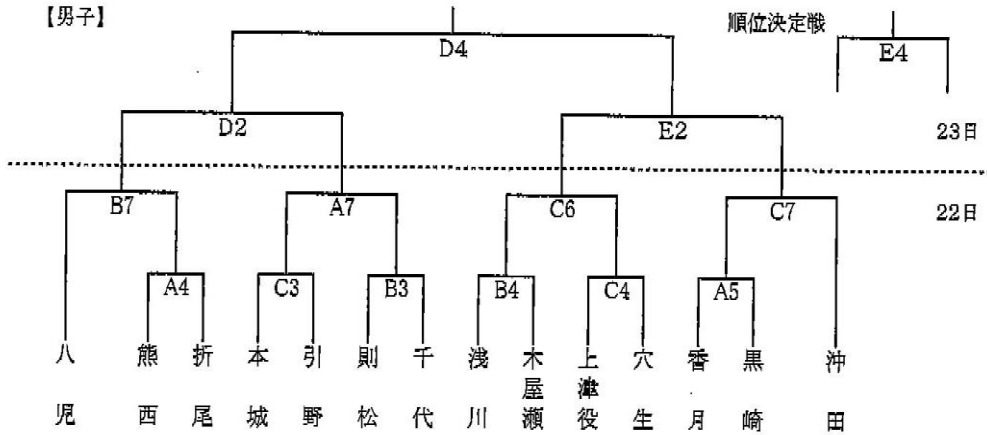 【男子】
順位決定戦
D4
E4
D2
E2
23日
B7
A7
C6
C7
22日
A4
C3
B3
B4
C4
A5
八児
熊西
折尾
本城
引野
則松
千代
浅川
木屋瀬
上津役
穴生
香月
黒崎
沖田